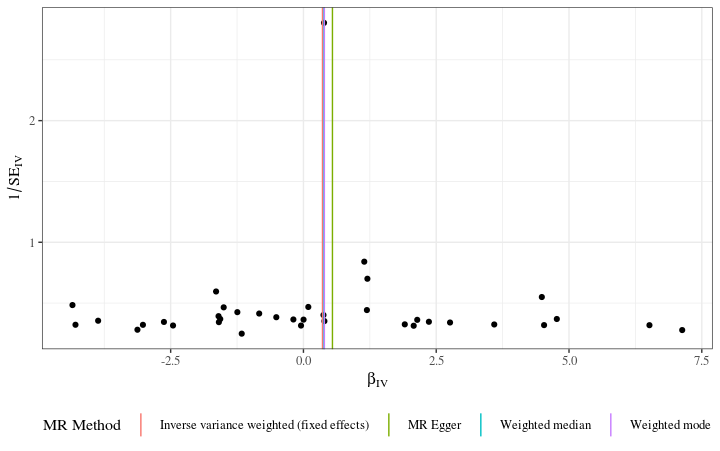 2
1
1/SE_IV
-2.5 0.0 2.5 5.0 7.5
β_IV
MR Method Inverse variance weighted (fixed effects) MR Egger Weighted median Weighted mode